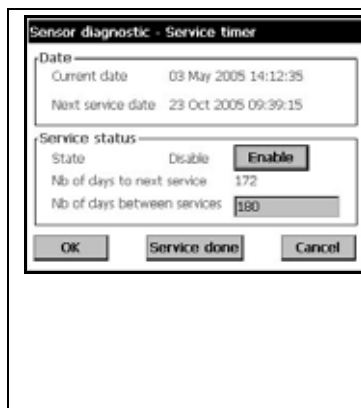 Sensor diagnostic - Service timer
Date
Current date 03 May 2005 14:12:35
Next service date 23 Oct 2005 09:39:15
Service status
State Disable Enable
Nb of days to next service 172
Nb of days between services 180
OK Service done Cancel